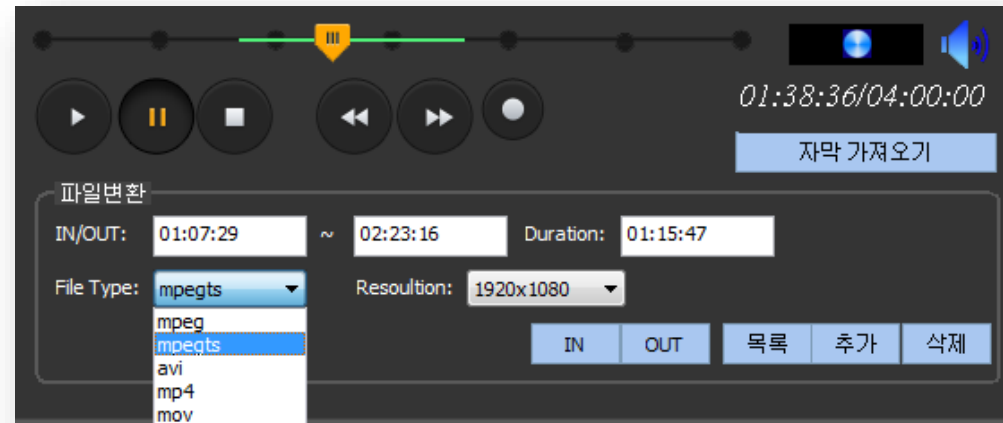 01:38:36/04:00:00
자막 가져오기
파일변환
IN/OUT: 01:07:29 ~ 02:23:16 Duration: 01:15:47
File Type: mpegts Resoultion: 1920x1080
mpeg
mpegts
avi
mp4
mov
IN OUT 목록 추가 삭제